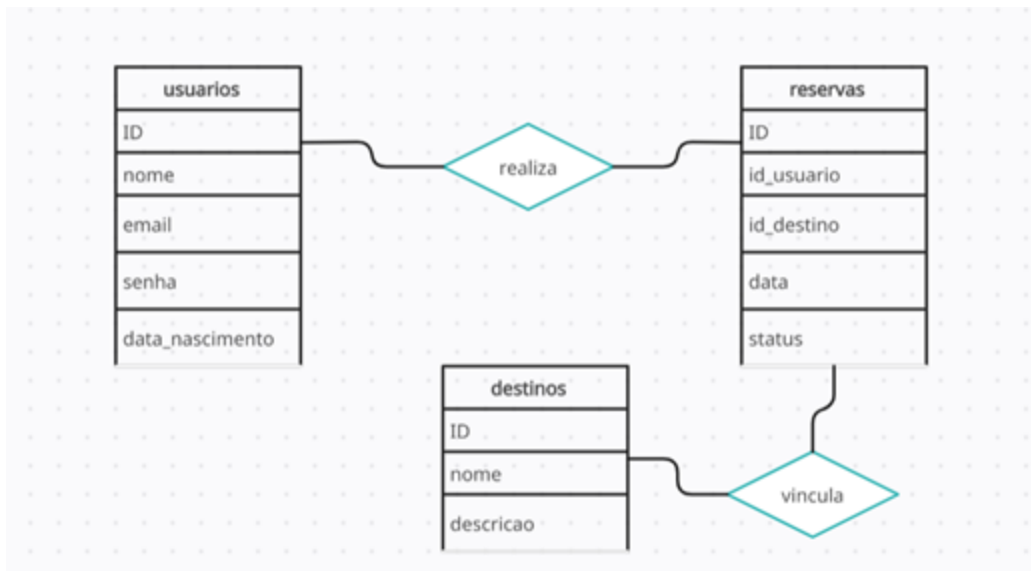 usuarios
ID
nome
email
senha
data_nascimento
realiza
reservas
ID
id_usuario
id_destino
data
status
destinos
ID
nome
descricao
vincula